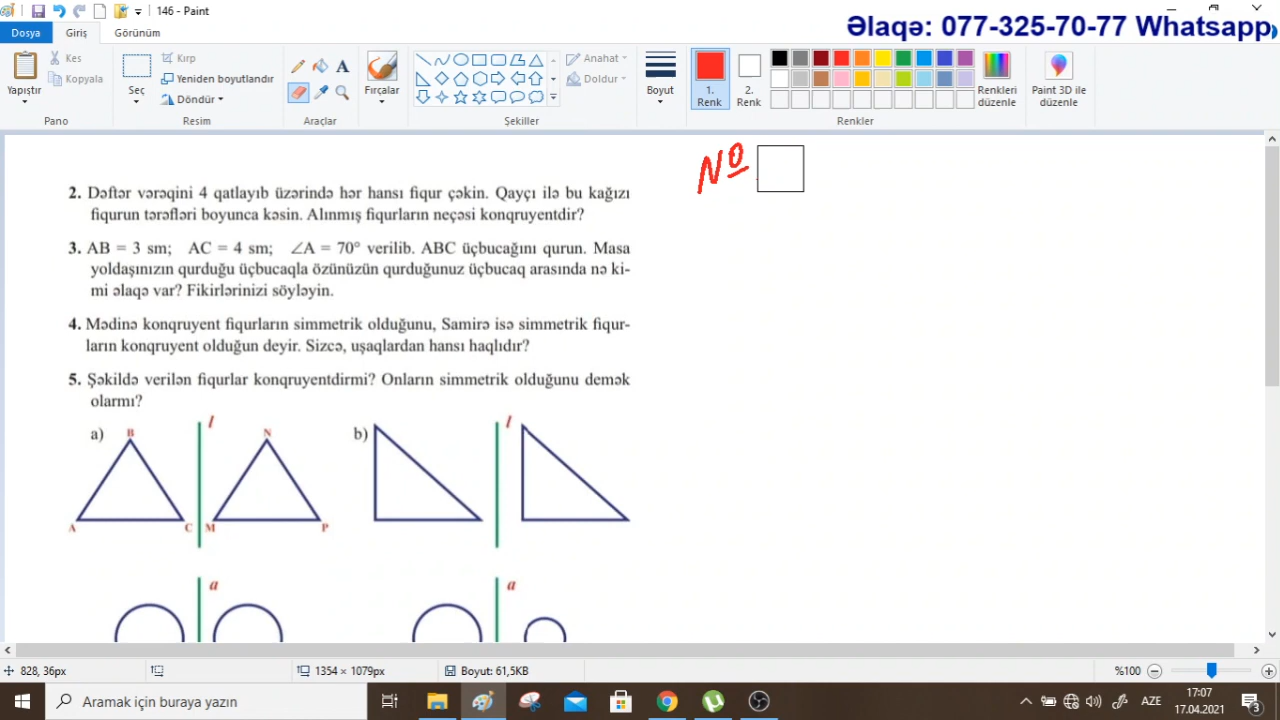 146 - Paint
Əlaqə: 077-325-70-77 Whatsapp
Dosya
Giriş
Görünüm
Yapıştır
Kes
Kopyala
Seç
Kırp
Yeniden boyutlandır
Döndür
A
Fırçalar
Anahat
Doldur
Boyut
1.
Renk
2.
Renk
Renkleri
düzenle
Paint 3D ile
düzenle
Pano
Resim
Araçlar
Şekiller
Renkler
Nº
2. Dəftər vərəqini 4 qatlayıb üzərində hər hansı fiqur çəkin. Qayçı ilə bu kağızı
fiqurun tərəfləri boyunca kəsin. Alınmış fiqurların neçəsi konqruyentdir?
3. AB = 3 sm; AC = 4 sm; ∠A = 70° verilib. ABC üçbucağını qurun. Masa
yoldaşınızın qurduğu üçbucaqla özünüzün qurduğunuz üçbucaq arasında nə ki-
mi əlaqə var? Fikirlərinizi söyləyin.
4. Mədinə konqruyent fiqurların simmetrik olduğunu, Samirə isə simmetrik fiqur-
ların konqruyent olduğun deyir. Sizcə, uşaqlardan hansı haqlıdır?
5. Şəkildə verilən fiqurlar konqruyentdirmi? Onların simmetrik olduğunu demək
olarmı?
a) B l N
b) l
A C M P
a a
828, 36px
1354 × 1079px
Boyut: 61,5KB
%100
Aramak için buraya yazın
AZE
17:07
17.04.2021
3